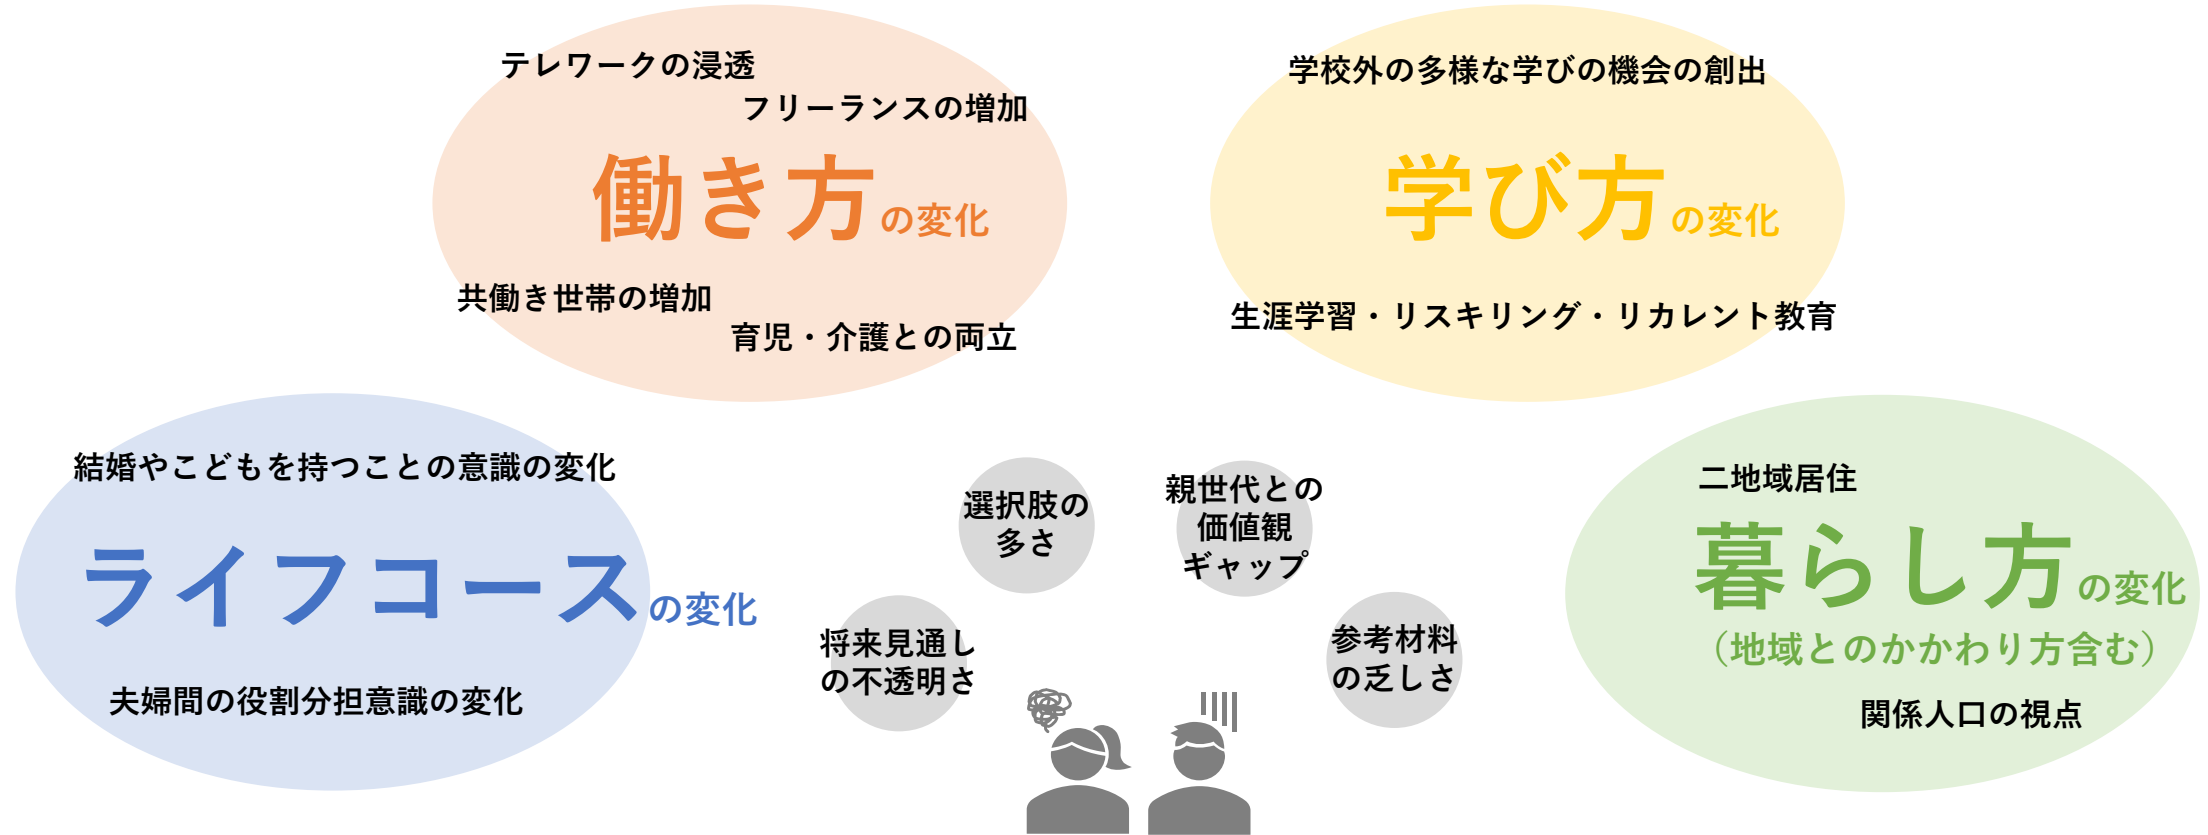 テレワークの浸透
フリーランスの増加
働き方の変化
共働き世帯の増加
育児・介護との両立
学校外の多様な学びの機会の創出
学び方の変化
生涯学習・リスキリング・リカレント教育
結婚やこどもを持つことの意識の変化
ライフコースの変化
夫婦間の役割分担意識の変化
将来見通し
の不透明さ
選択肢の
多さ
親世代との
価値観
ギャップ
参考材料
の乏しさ
二地域居住
暮らし方の変化
（地域とのかかわり方含む）
関係人口の視点